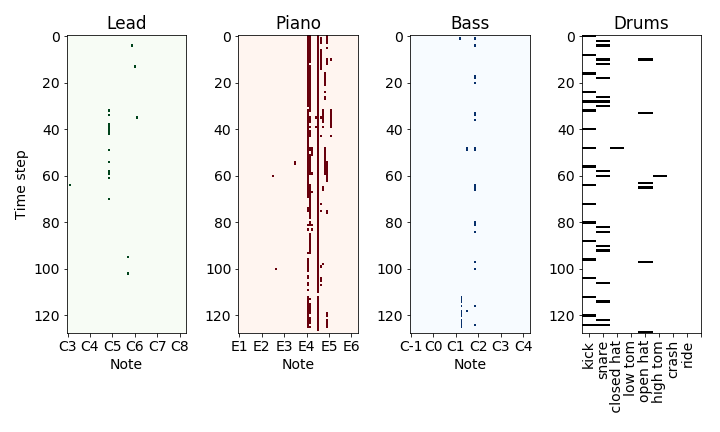 Lead
Piano
Bass
Drums
Time step
0
20
40
60
80
100
120
C3 C4 C5 C6 C7 C8
Note
0
20
40
60
80
100
120
E1 E2 E3 E4 E5 E6
Note
0
20
40
60
80
100
120
C-1 C0 C1 C2 C3 C4
Note
0
20
40
60
80
100
120
kick
snare
closed hat
low tom
open hat
high tom
crash
ride